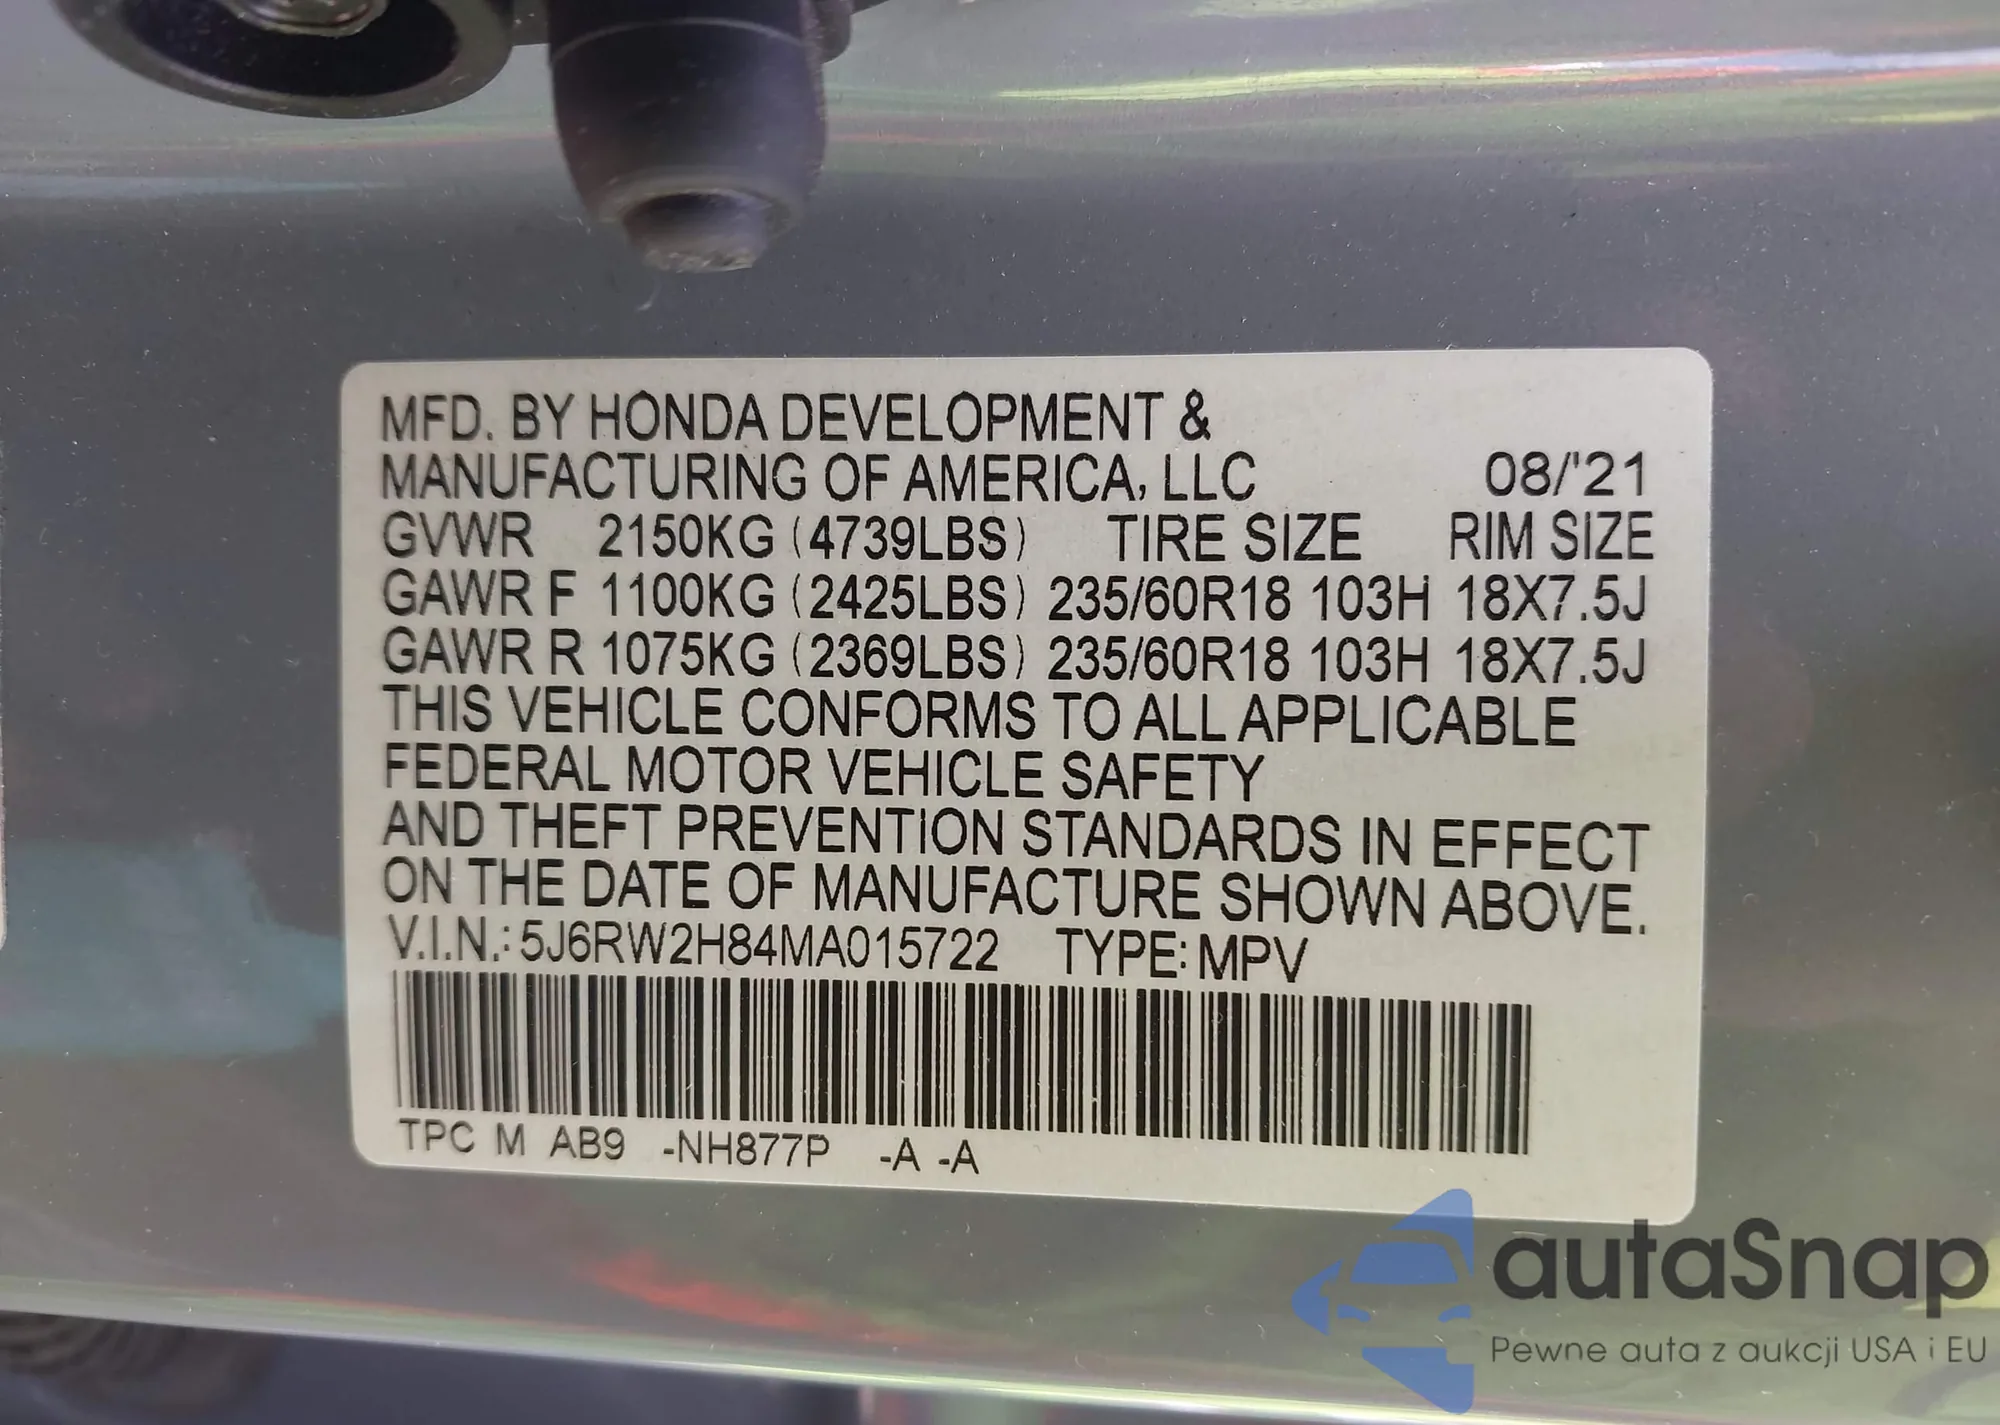 MFD. BY HONDA DEVELOPMENT &
MANUFACTURING OF AMERICA, LLC 08/'21
GVWR 2150KG (4739LBS) TIRE SIZE RIM SIZE
GAWR F 1100KG (2425LBS) 235/60R18 103H 18X7.5J
GAWR R 1075KG (2369LBS) 235/60R18 103H 18X7.5J
THIS VEHICLE CONFORMS TO ALL APPLICABLE
FEDERAL MOTOR VEHICLE SAFETY
AND THEFT PREVENTION STANDARDS IN EFFECT
ON THE DATE OF MANUFACTURE SHOWN ABOVE.
V.I.N.: 5J6RW2H84MA015722 TYPE: MPV
TPC M AB9 -NH877P -A -A
autaSnap
Pewne auta z aukcji USA i EU